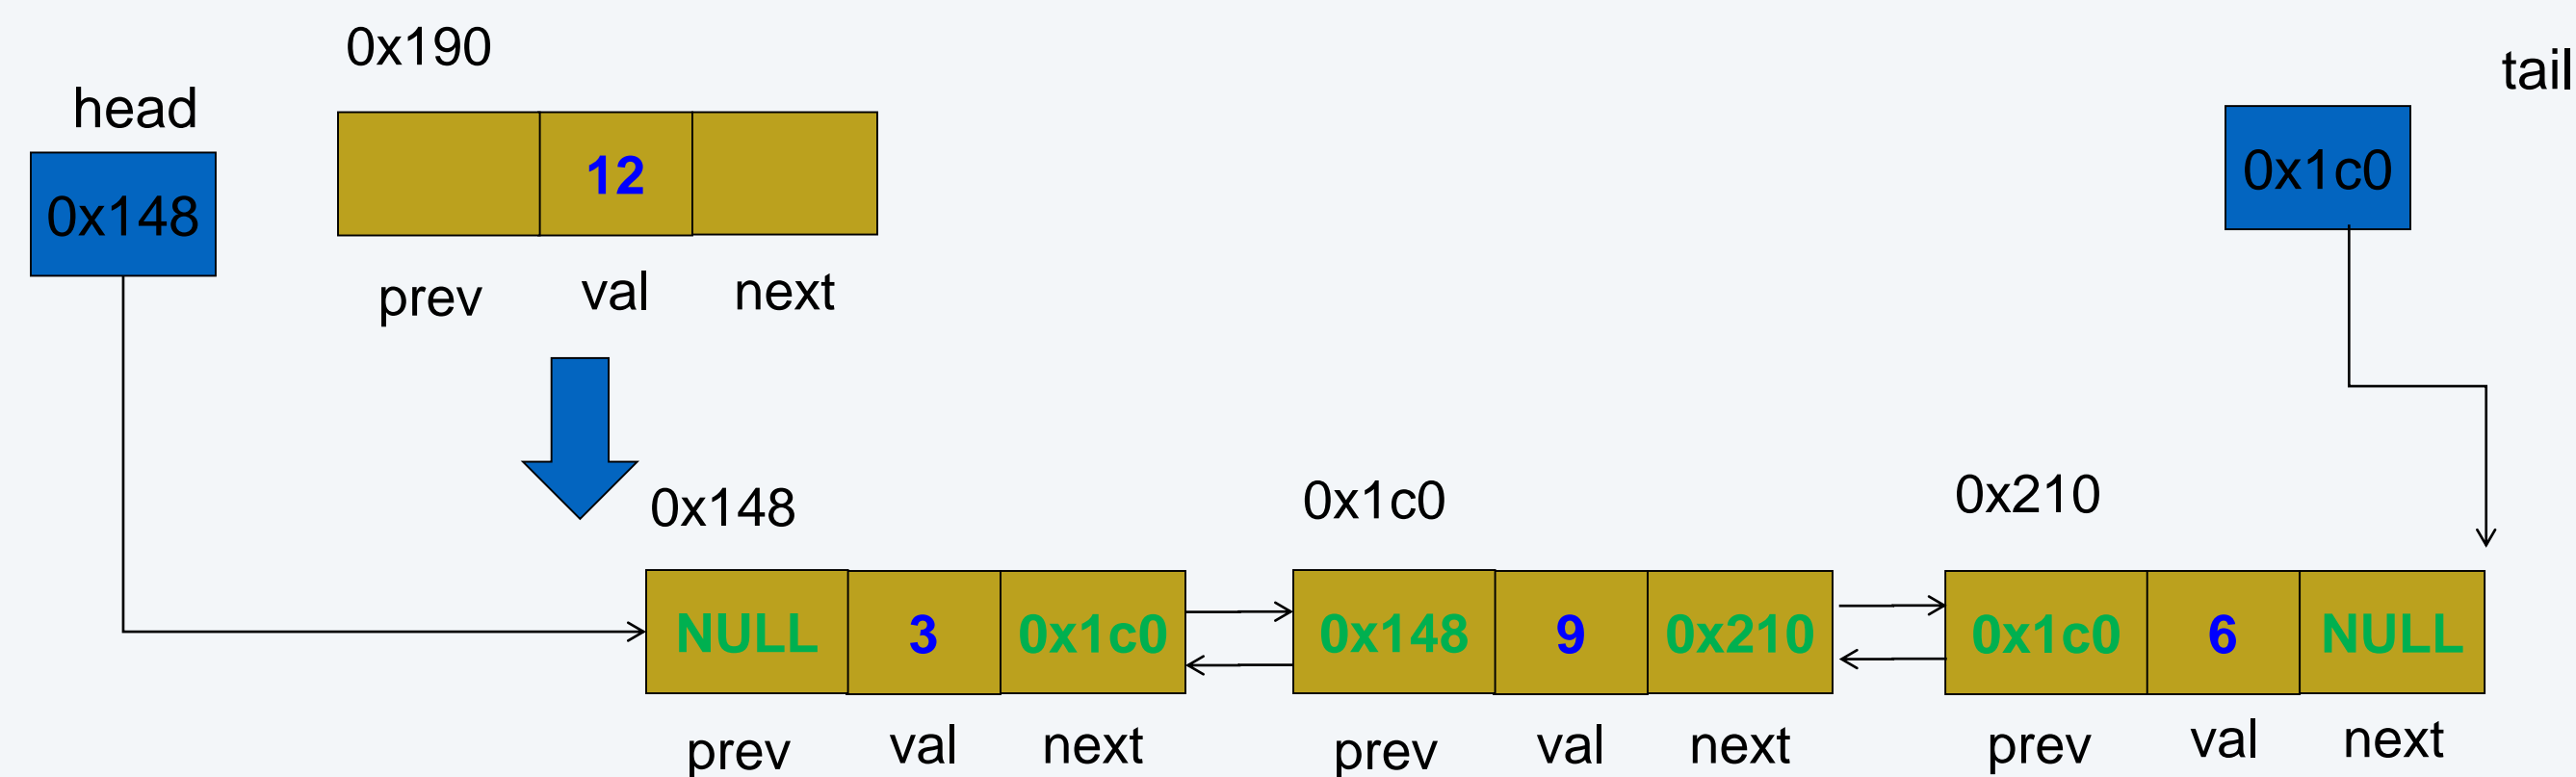 0x190
head
tail
0x148
12
0x1c0
prev val next
0x148 0x1c0 0x210
NULL 3 0x1c0 0x148 9 0x210 0x1c0 6 NULL
prev val next prev val next prev val next